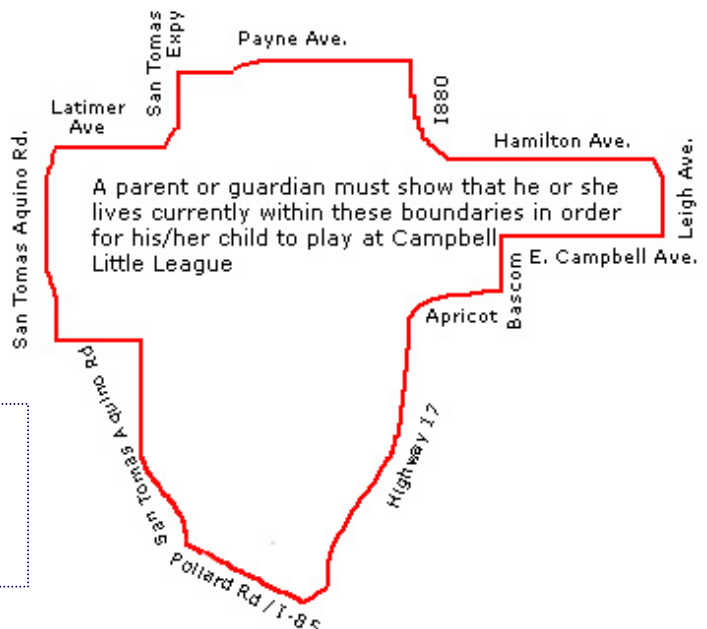 San Tomas
Expy
Payne Ave.
I880
Latimer
Ave
Hamilton Ave.
San Tomas Aquino Rd.
Leigh Ave.
A parent or guardian must show that he or she
lives currently within these boundaries in order
for his/her child to play at Campbell
Little League
E. Campbell Ave.
Bascom
Apricot
San Tomas Aquino Rd
Highway 17
Pollard Rd / I-85